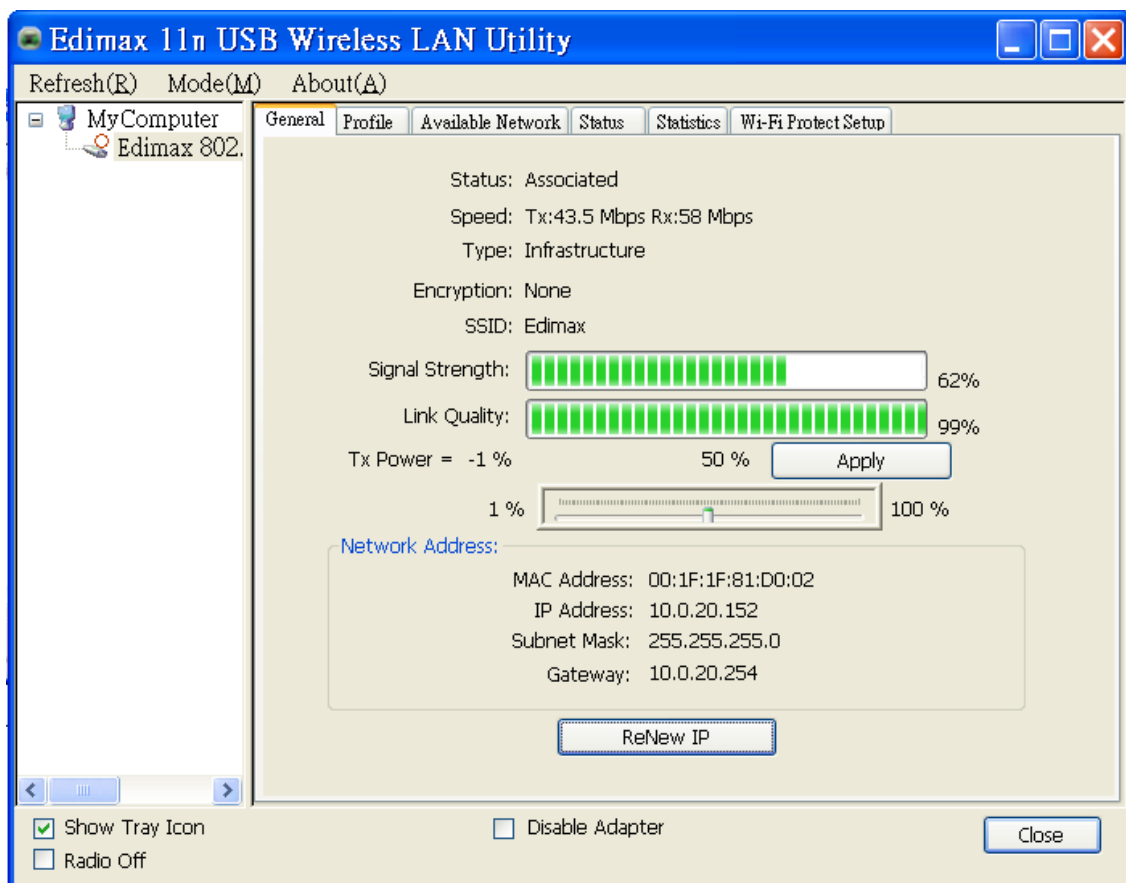 Edimax 11n USB Wireless LAN Utility
Refresh(R) Mode(M) About(A)
MyComputer
Edimax 802.
General Profile Available Network Status Statistics Wi-Fi Protect Setup
Status: Associated
Speed: Tx:43.5 Mbps Rx:58 Mbps
Type: Infrastructure
Encryption: None
SSID: Edimax
Signal Strength: 62%
Link Quality: 99%
Tx Power = -1 % 50 % Apply
1 % 100 %
Network Address:
MAC Address: 00:1F:1F:81:D0:02
IP Address: 10.0.20.152
Subnet Mask: 255.255.255.0
Gateway: 10.0.20.254
ReNew IP
Show Tray Icon Disable Adapter Close
Radio Off